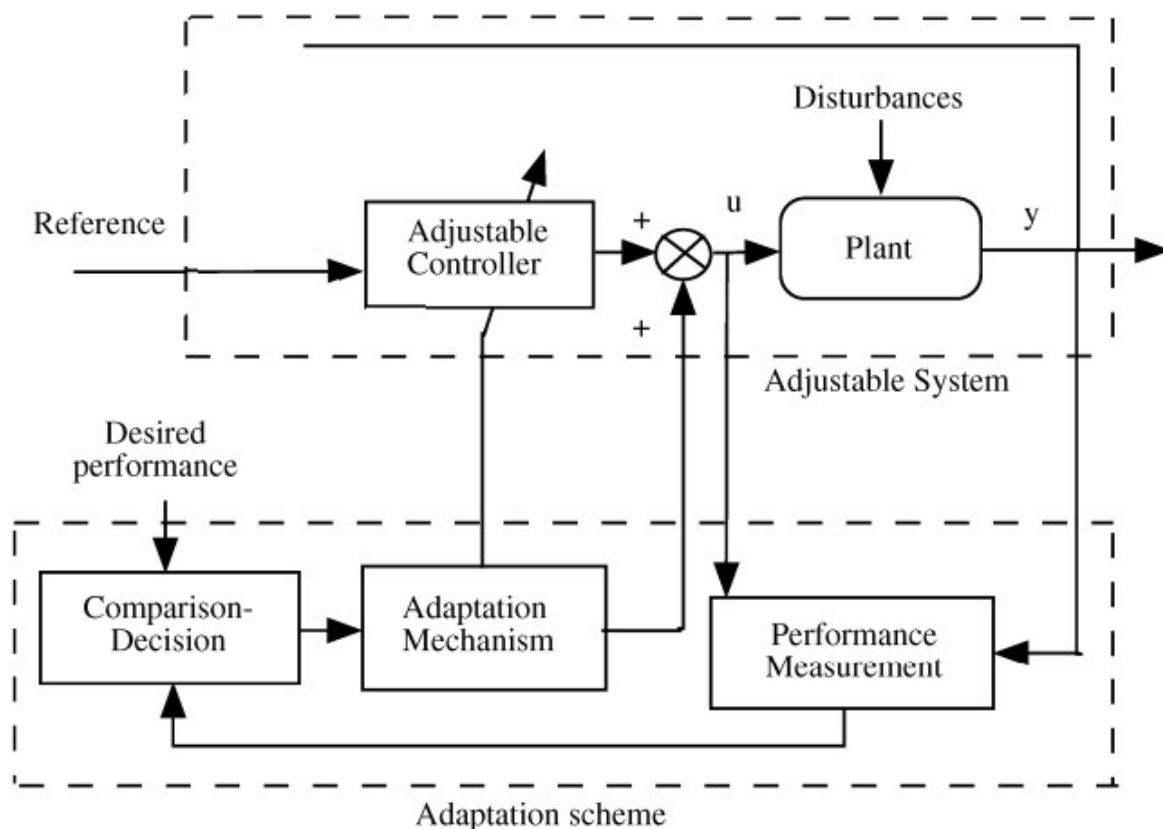 Disturbances
Reference
Adjustable
Controller
+
u
Plant
y
+
Adjustable System
Desired
performance
Comparison-
Decision
Adaptation
Mechanism
Performance
Measurement
Adaptation scheme